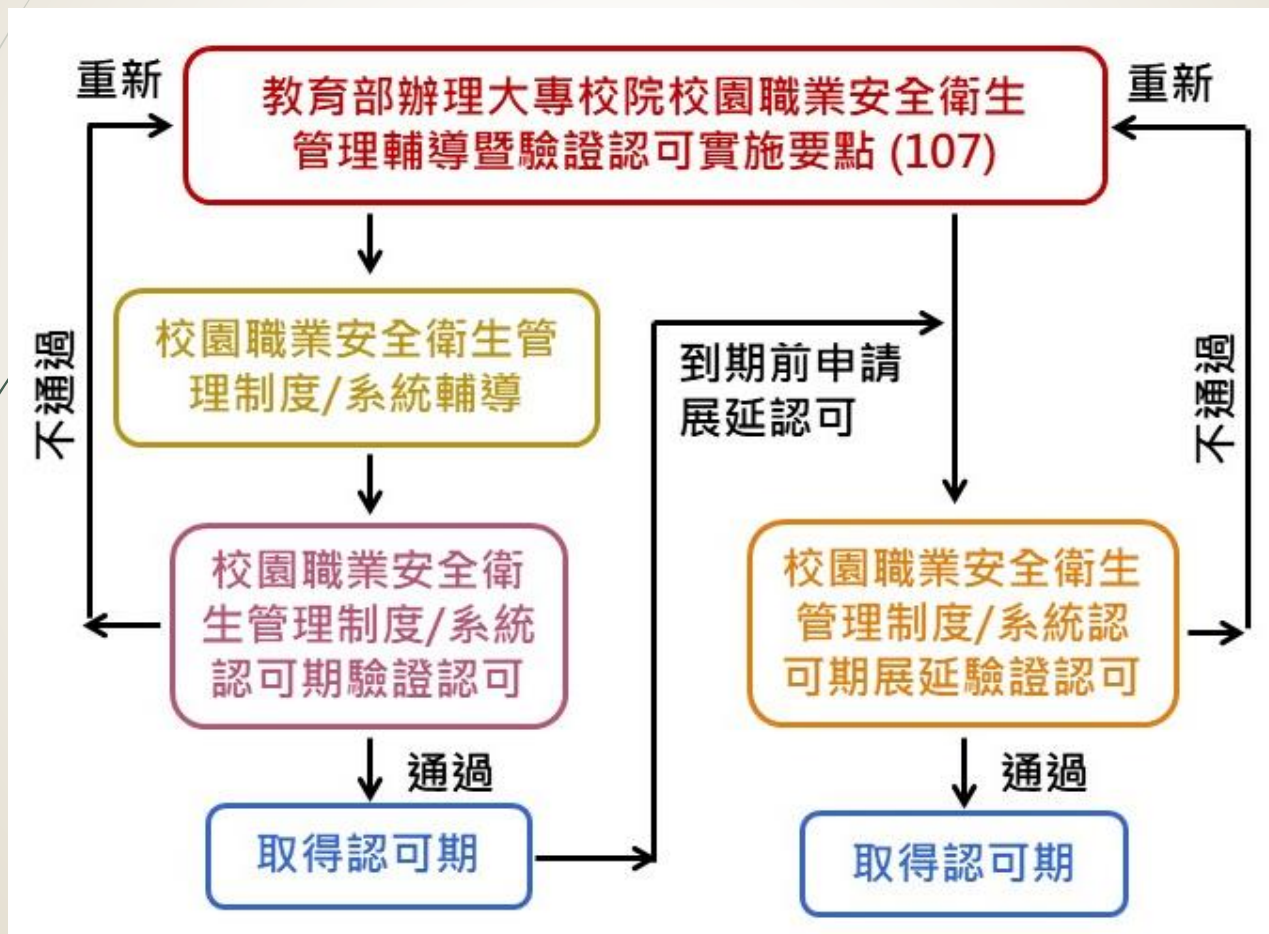 重新
教育部辦理大專校院校園職業安全衛生
管理輔導暨驗證認可實施要點 (107)
重新
校園職業安全衛生管
理制度/系統輔導
不通過
到期前申請
展延認可
不通過
校園職業安全衛
生管理制度/系統
認可期驗證認可
校園職業安全衛生
管理制度/系統認
可期展延驗證認可
通過
通過
取得認可期
取得認可期